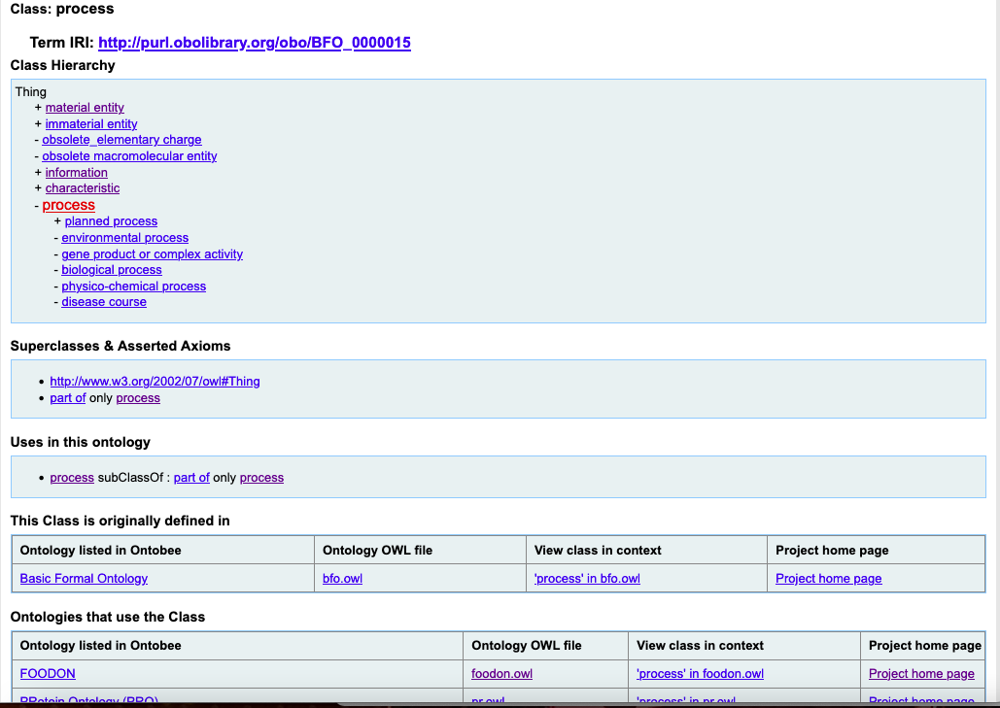 Class: process
Term IRI: http://purl.obolibrary.org/obo/BFO_0000015
Class Hierarchy
Thing
+ material entity
+ immaterial entity
- obsolete_elementary charge
- obsolete macromolecular entity
+ information
+ characteristic
- process
+ planned process
- environmental process
- gene product or complex activity
- biological process
- physico-chemical process
- disease course
Superclasses & Asserted Axioms
• http://www.w3.org/2002/07/owl#Thing
• part of only process
Uses in this ontology
• process subClassOf : part of only process
This Class is originally defined in
Ontology listed in Ontobee Ontology OWL file View class in context Project home page
Basic Formal Ontology bfo.owl 'process' in bfo.owl Project home page
Ontologies that use the Class
Ontology listed in Ontobee Ontology OWL file View class in context Project home page
FOODON foodon.owl 'process' in foodon.owl Project home page
PRotein Ontology (PRO) pr.owl 'process' in pr.owl Project home page